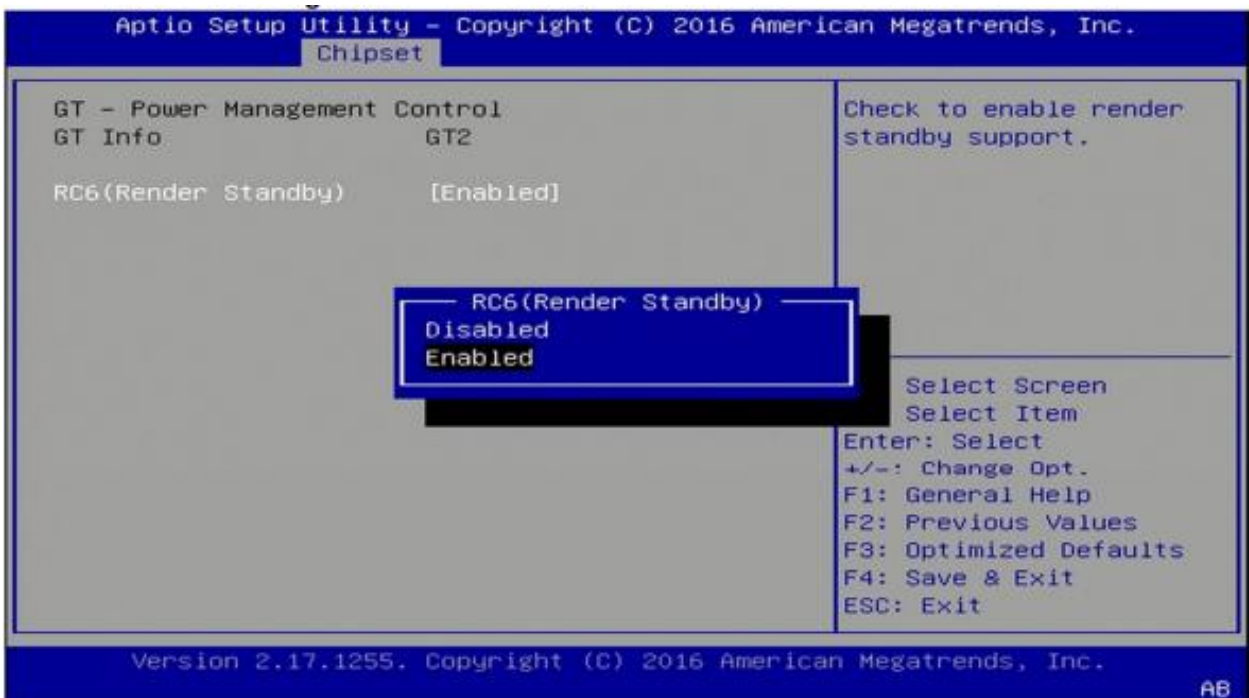 Aptio Setup Utility – Copyright (C) 2016 American Megatrends, Inc.
Chipset
GT – Power Management Control
GT Info GT2
RC6(Render Standby) [Enabled]
RC6(Render Standby)
Disabled
Enabled
Check to enable render
standby support.
Select Screen
Select Item
Enter: Select
+/-: Change Opt.
F1: General Help
F2: Previous Values
F3: Optimized Defaults
F4: Save & Exit
ESC: Exit
Version 2.17.1255. Copyright (C) 2016 American Megatrends, Inc.
AB